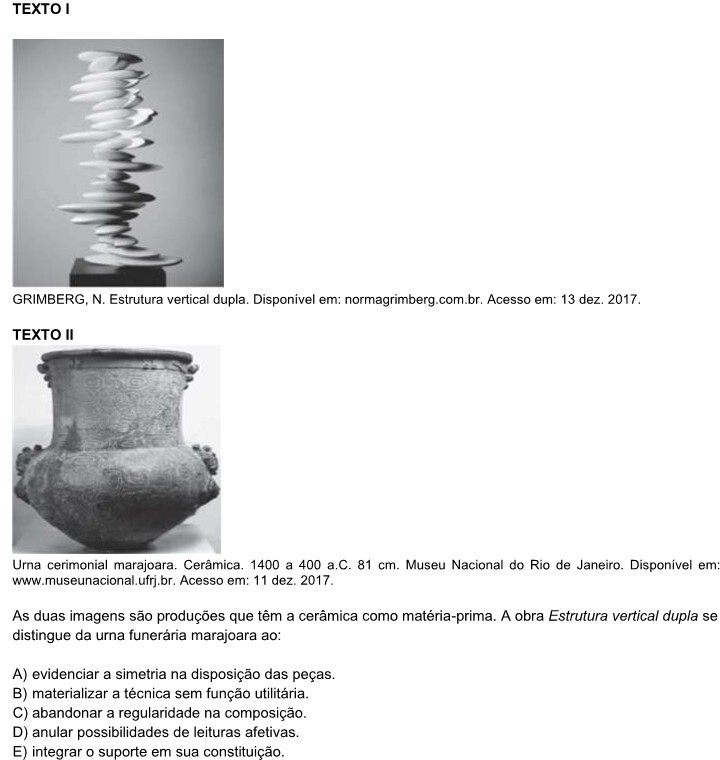 TEXTO I
GRIMBERG, N. Estrutura vertical dupla. Disponível em: normagrimberg.com.br. Acesso em: 13 dez. 2017.
TEXTO II
Urna cerimonial marajoara. Cerâmica. 1400 a 400 a.C. 81 cm. Museu Nacional do Rio de Janeiro. Disponível em:
www.museunacional.ufrj.br. Acesso em: 11 dez. 2017.
As duas imagens são produções que têm a cerâmica como matéria-prima. A obra Estrutura vertical dupla se
distingue da urna funerária marajoara ao:
A) evidenciar a simetria na disposição das peças.
B) materializar a técnica sem função utilitária.
C) abandonar a regularidade na composição.
D) anular possibilidades de leituras afetivas.
E) integrar o suporte em sua constituição.